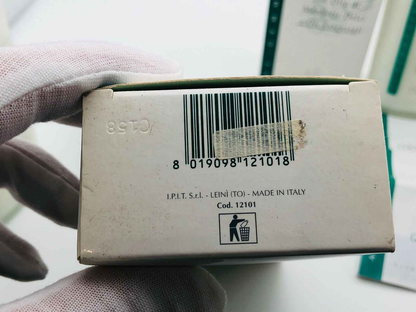 C158
8 019098 121018
I.P.I.T. S.r.l. - LEINÌ (TO) - MADE IN ITALY
Cod. 12101